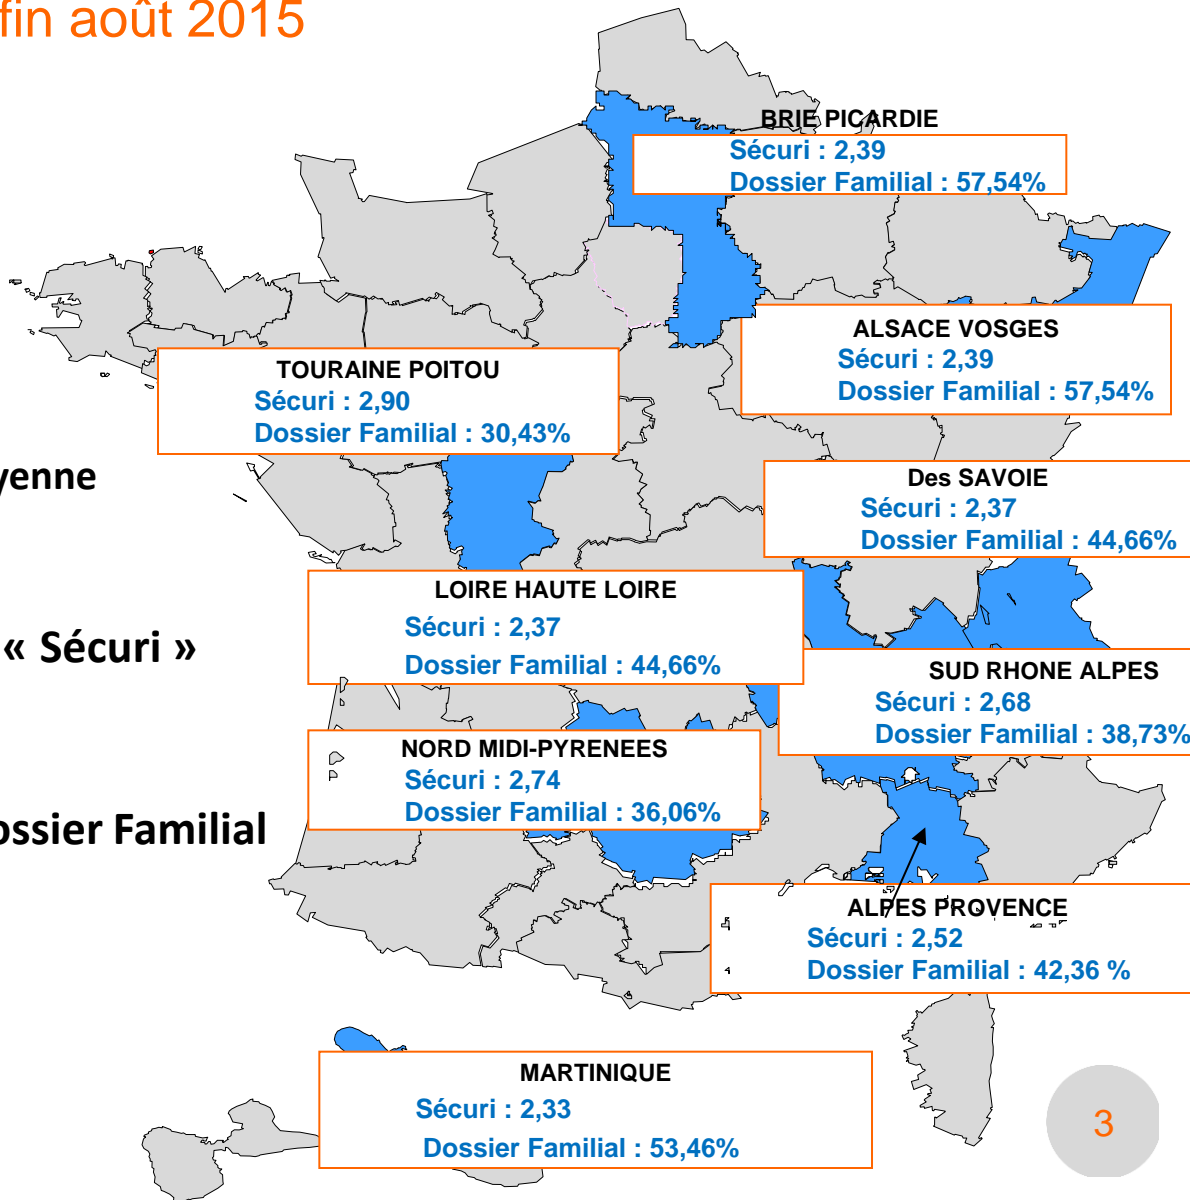 fin août 2015
BRIE PICARDIE
Sécuri : 2,39
Dossier Familial : 57,54%
ALSACE VOSGES
Sécuri : 2,39
Dossier Familial : 57,54%
TOURAINE POITOU
Sécuri : 2,90
Dossier Familial : 30,43%
yenne
Des SAVOIE
Sécuri : 2,37
Dossier Familial : 44,66%
LOIRE HAUTE LOIRE
Sécuri : 2,37
Dossier Familial : 44,66%
« Sécuri »
SUD RHONE ALPES
Sécuri : 2,68
Dossier Familial : 38,73%
NORD MIDI-PYRENEES
Sécuri : 2,74
Dossier Familial : 36,06%
ossier Familial
ALPES PROVENCE
Sécuri : 2,52
Dossier Familial : 42,36 %
MARTINIQUE
Sécuri : 2,33
Dossier Familial : 53,46%
3